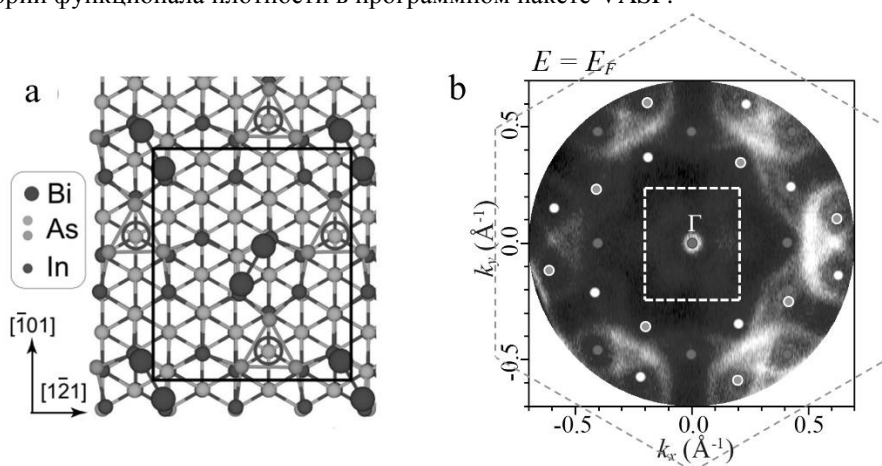 ории функционала плотности в программном пакете VASP.
a
Bi
As
In
[1̄01]
[12̄1]
b
E = E_F
Γ
k_y (Å⁻¹)
0.5
0.0
-0.5
-0.5
0.0
0.5
k_x (Å⁻¹)